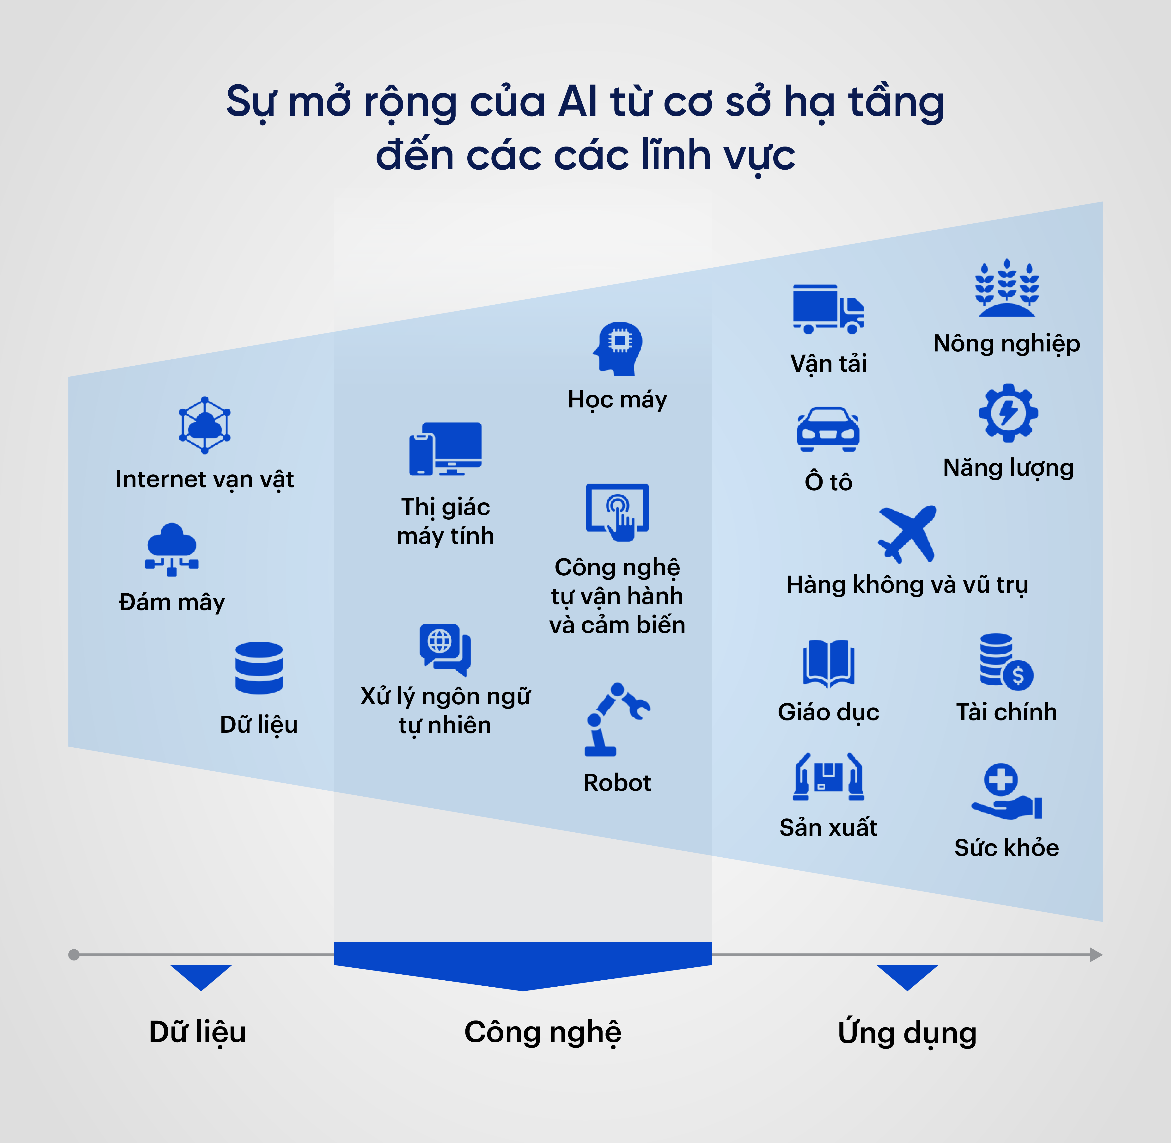 Sự mở rộng của AI từ cơ sở hạ tầng
đến các các lĩnh vực
Internet vạn vật
Đám mây
Dữ liệu
Thị giác
máy tính
Xử lý ngôn ngữ
tự nhiên
Học máy
Công nghệ
tự vận hành
và cảm biến
Robot
Vận tải
Nông nghiệp
Ô tô
Năng lượng
Hàng không và vũ trụ
Giáo dục
Tài chính
$
Sản xuất
Sức khỏe
Dữ liệu
Công nghệ
Ứng dụng